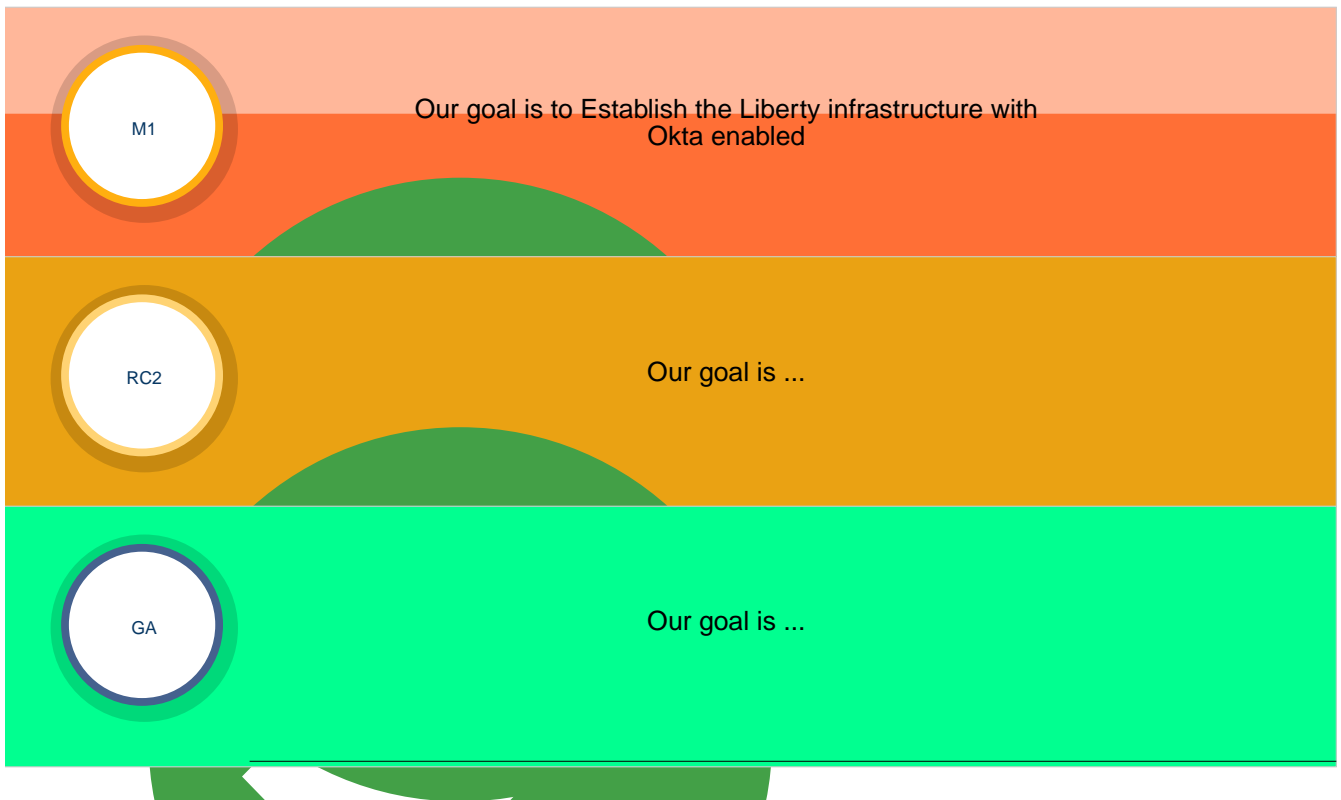 M1
Our goal is to Establish the Liberty infrastructure with
Okta enabled
RC2
Our goal is ...
GA
Our goal is ...